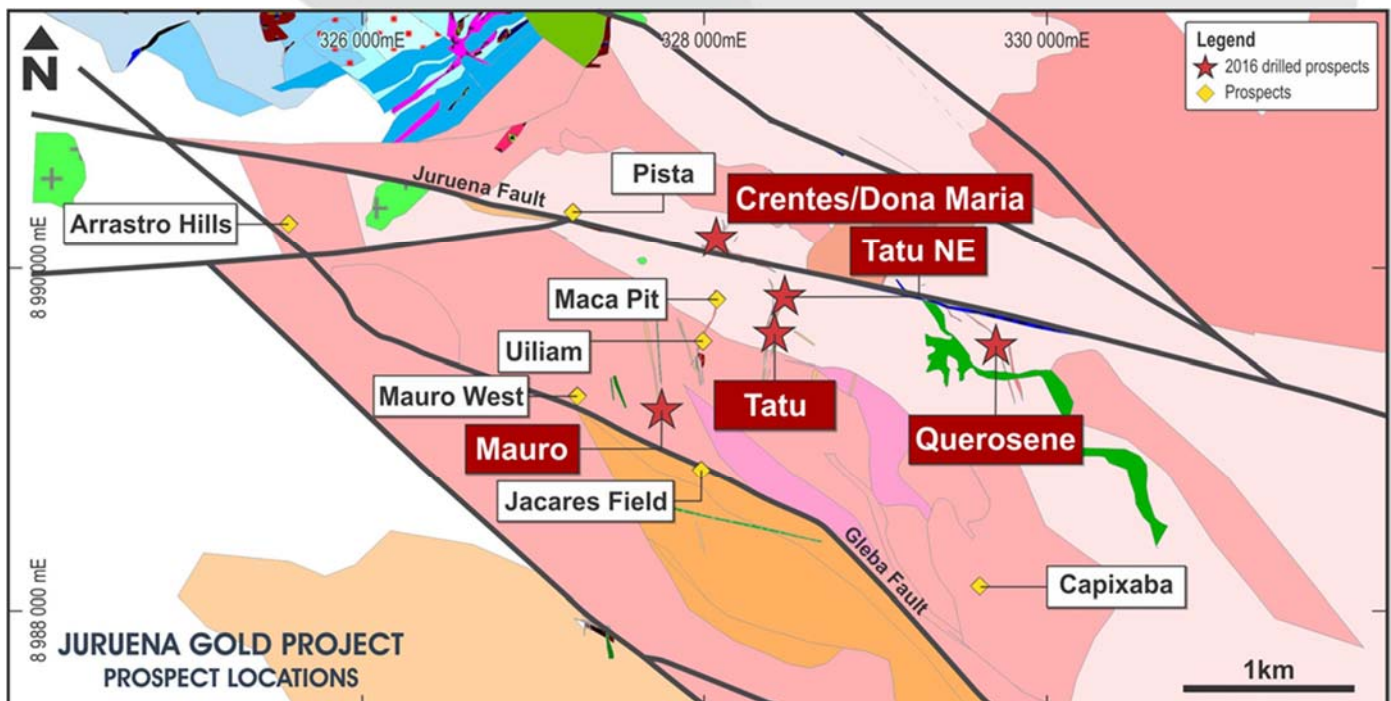 326 000mE
328 000mE
330 000mE
N
Legend
2016 drilled prospects
Prospects
Juruena Fault
Pista
Crentes/Dona Maria
Arrastro Hills
Tatu NE
8 990 000 mE
Maca Pit
Uiliam
Mauro West
Tatu
Mauro
Querosene
Jacares Field
Gleba Fault
Capixaba
8 988 000 mE
JURUENA GOLD PROJECT
PROSPECT LOCATIONS
1km